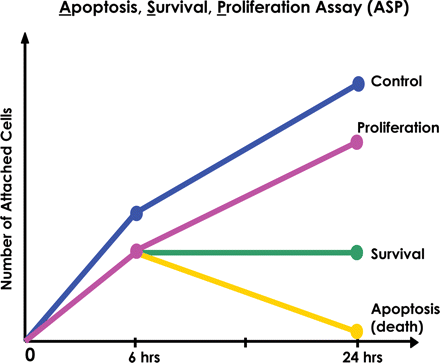 Apoptosis, Survival, Proliferation Assay (ASP)
Number of Attached Cells
Control
Proliferation
Survival
Apoptosis
(death)
0 6 hrs 24 hrs